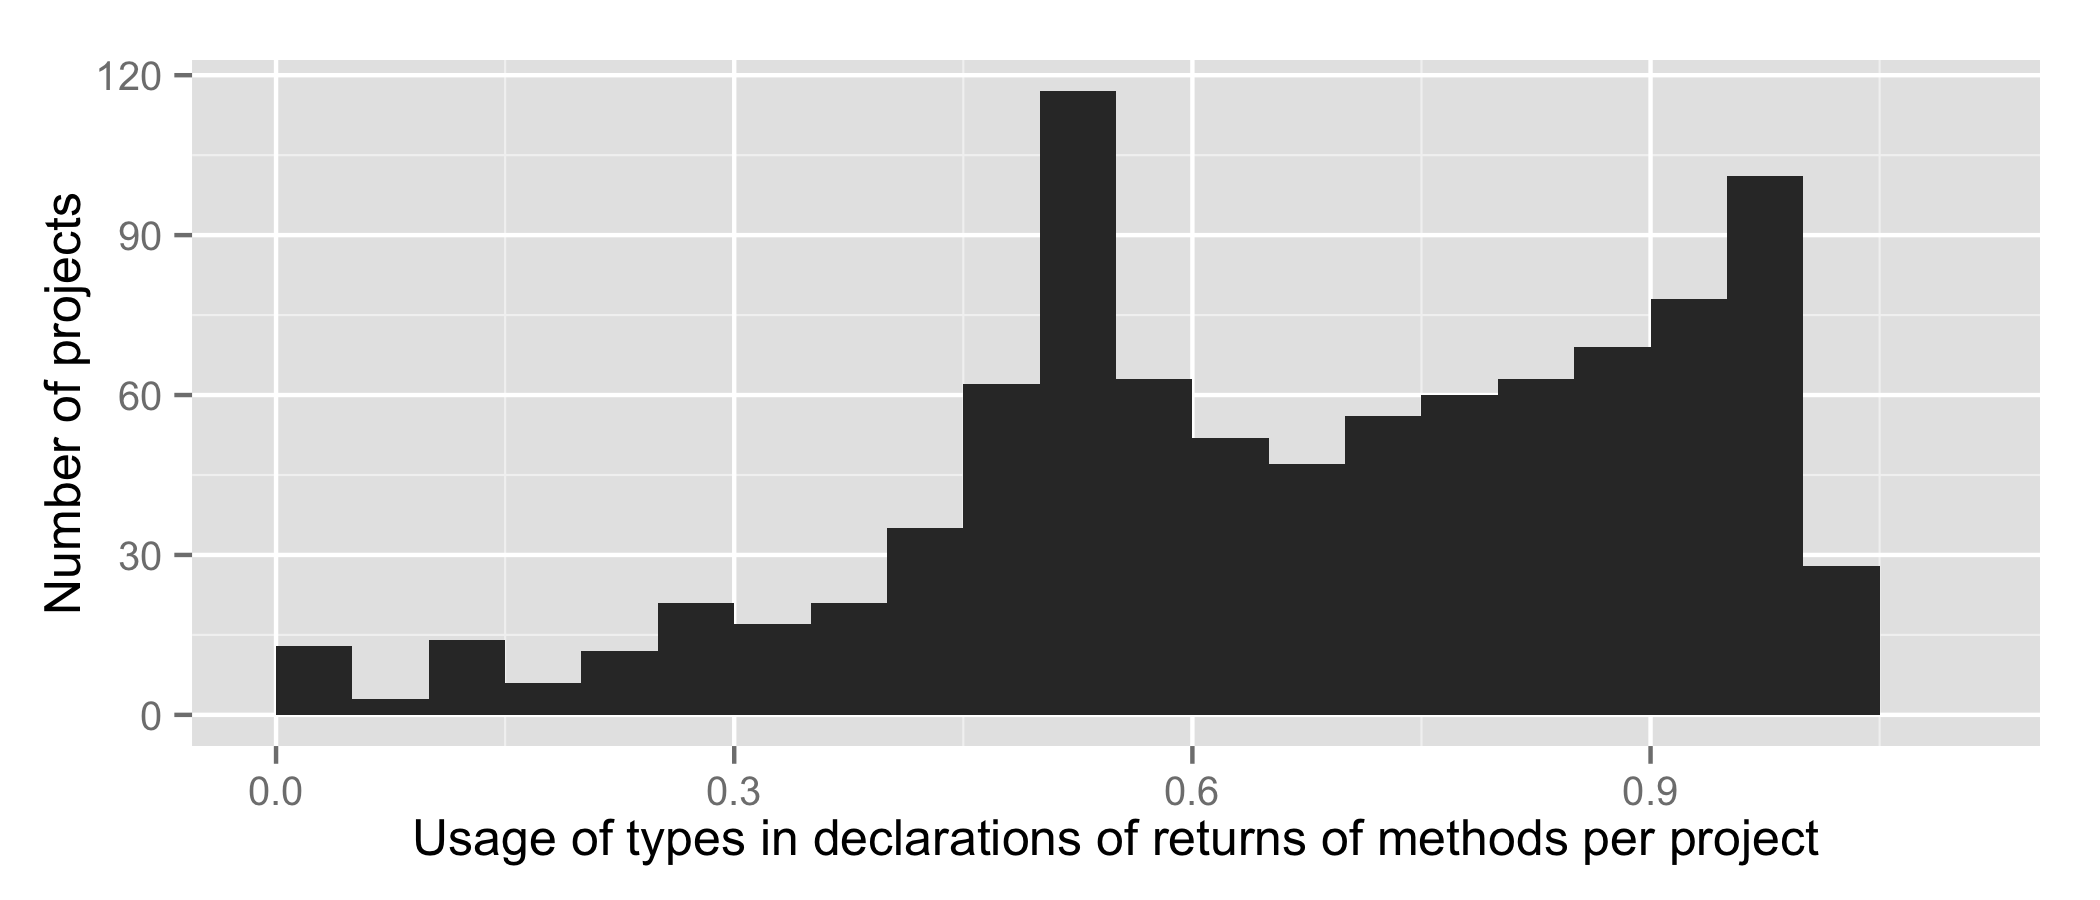 120
90
60
30
0
Number of projects
0.0 0.3 0.6 0.9
Usage of types in declarations of returns of methods per project